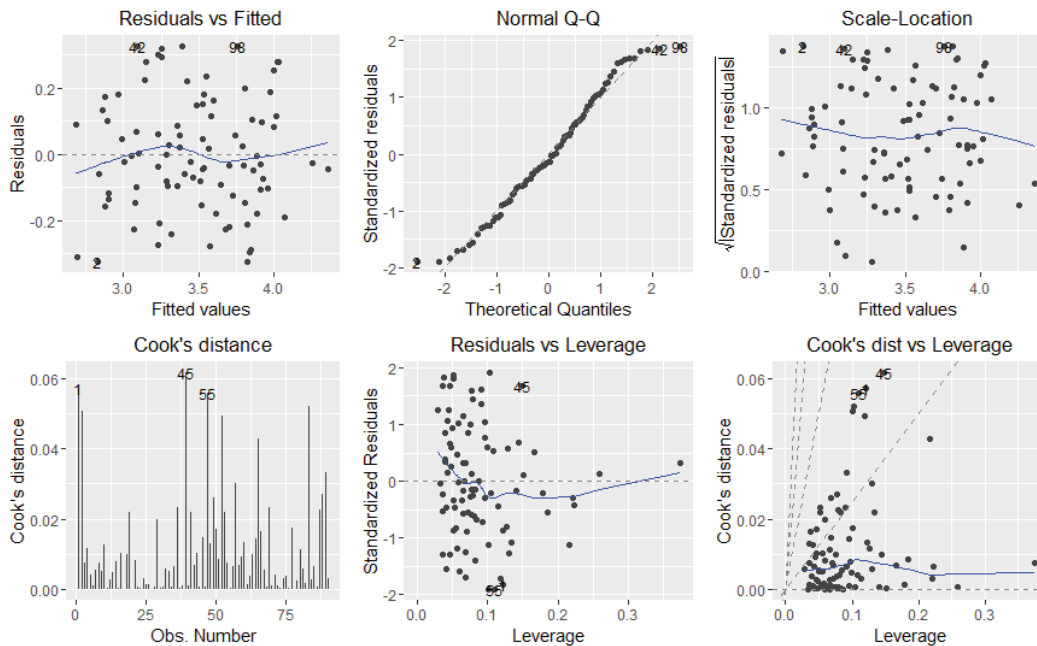 Residuals vs Fitted
Residuals
0.2
0.0
-0.2
42
98
2
3.0 3.5 4.0
Fitted values
Normal Q-Q
Standardized residuals
2
1
0
-1
-2
42 98
2
-2 -1 0 1 2
Theoretical Quantiles
Scale-Location
√|Standardized residuals|
1.0
0.5
0.0
2
42
98
3.0 3.5 4.0
Fitted values
Cook's distance
Cook's distance
0.06
0.04
0.02
0.00
1
45
55
0 25 50 75
Obs. Number
Residuals vs Leverage
Standardized Residuals
2
1
0
-1
-2
45
55
0.0 0.1 0.2 0.3
Leverage
Cook's dist vs Leverage
Cook's distance
0.06
0.04
0.02
0.00
45
55
0.0 0.1 0.2 0.3
Leverage